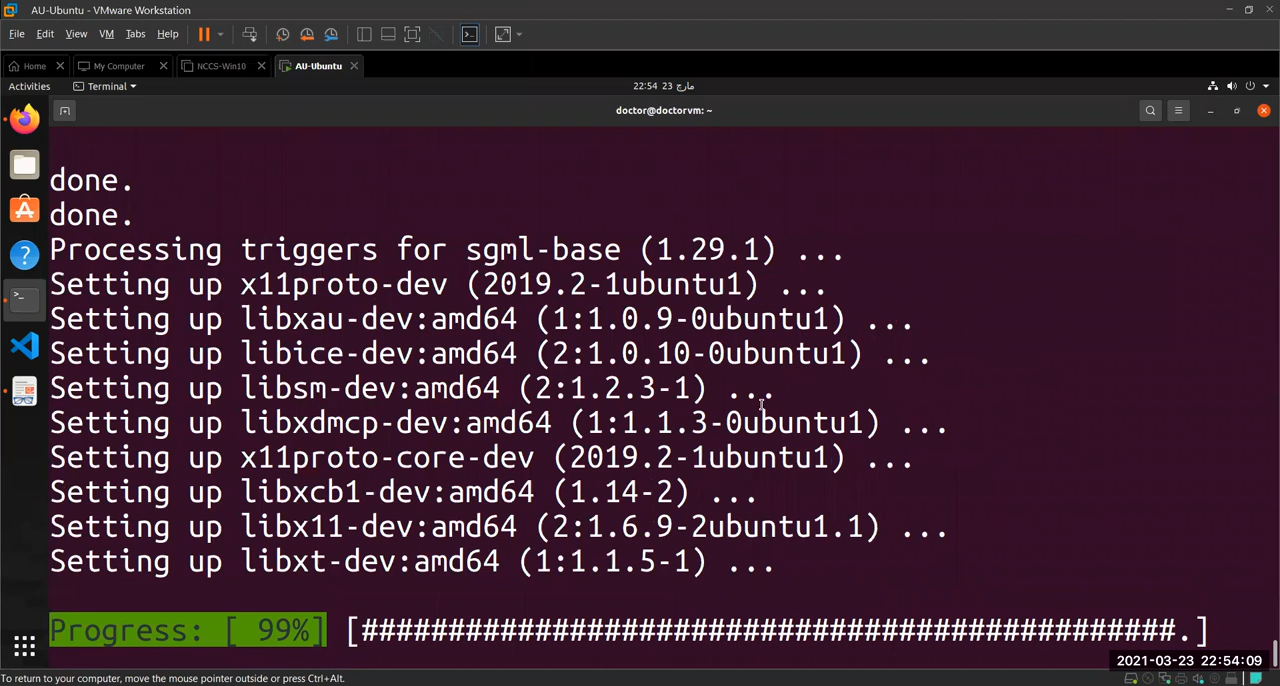 AU-Ubuntu - VMware Workstation
File Edit View VM Tabs Help
Home My Computer NCCS-Win10 AU-Ubuntu
Activities Terminal 22:54 23 مارچ
doctor@doctorvm: ~
done.
done.
Processing triggers for sgml-base (1.29.1) ...
Setting up x11proto-dev (2019.2-1ubuntu1) ...
Setting up libxau-dev:amd64 (1:1.0.9-0ubuntu1) ...
Setting up libice-dev:amd64 (2:1.0.10-0ubuntu1) ...
Setting up libsm-dev:amd64 (2:1.2.3-1) ...
Setting up libxdmcp-dev:amd64 (1:1.1.3-0ubuntu1) ...
Setting up x11proto-core-dev (2019.2-1ubuntu1) ...
Setting up libxcb1-dev:amd64 (1.14-2) ...
Setting up libx11-dev:amd64 (2:1.6.9-2ubuntu1.1) ...
Setting up libxt-dev:amd64 (1:1.1.5-1) ...
Progress: [ 99%] [###############################################.]
2021-03-23 22:54:09
To return to your computer, move the mouse pointer outside or press Ctrl+Alt.